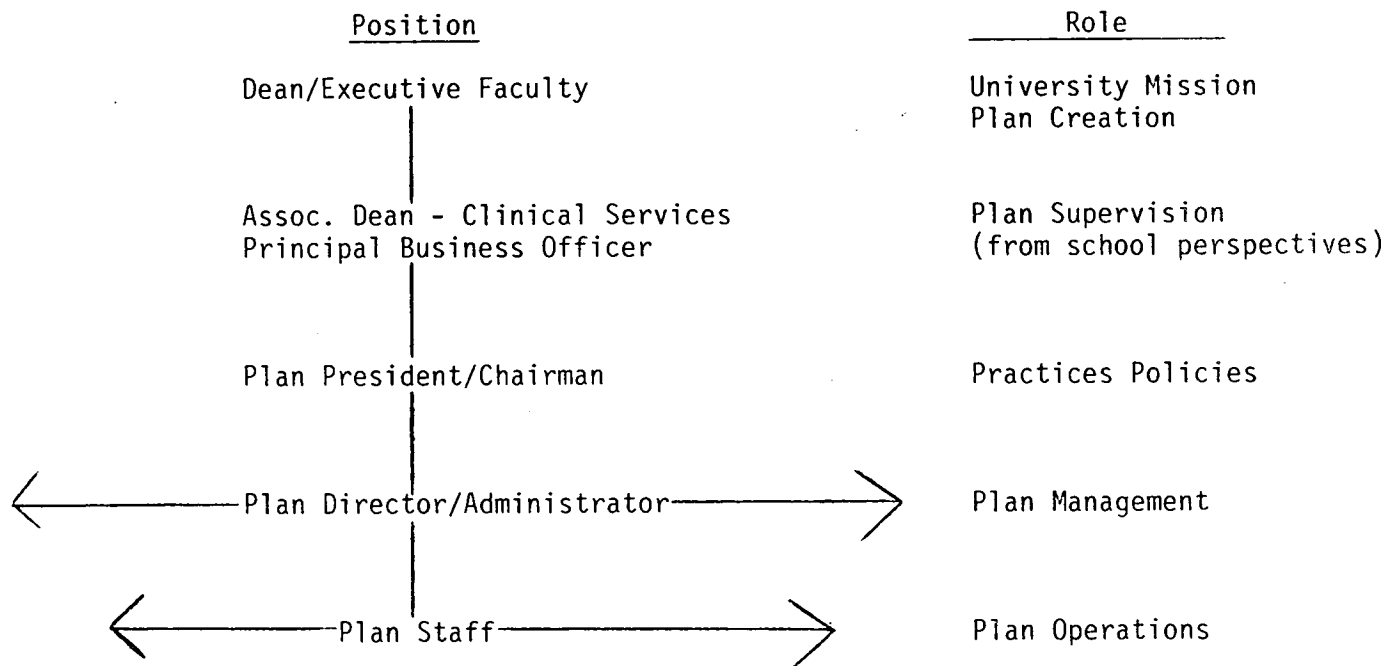 Position Role
Dean/Executive Faculty University Mission
Plan Creation
Assoc. Dean - Clinical Services Plan Supervision
Principal Business Officer (from school perspectives)
Plan President/Chairman Practices Policies
Plan Director/Administrator Plan Management
Plan Staff Plan Operations